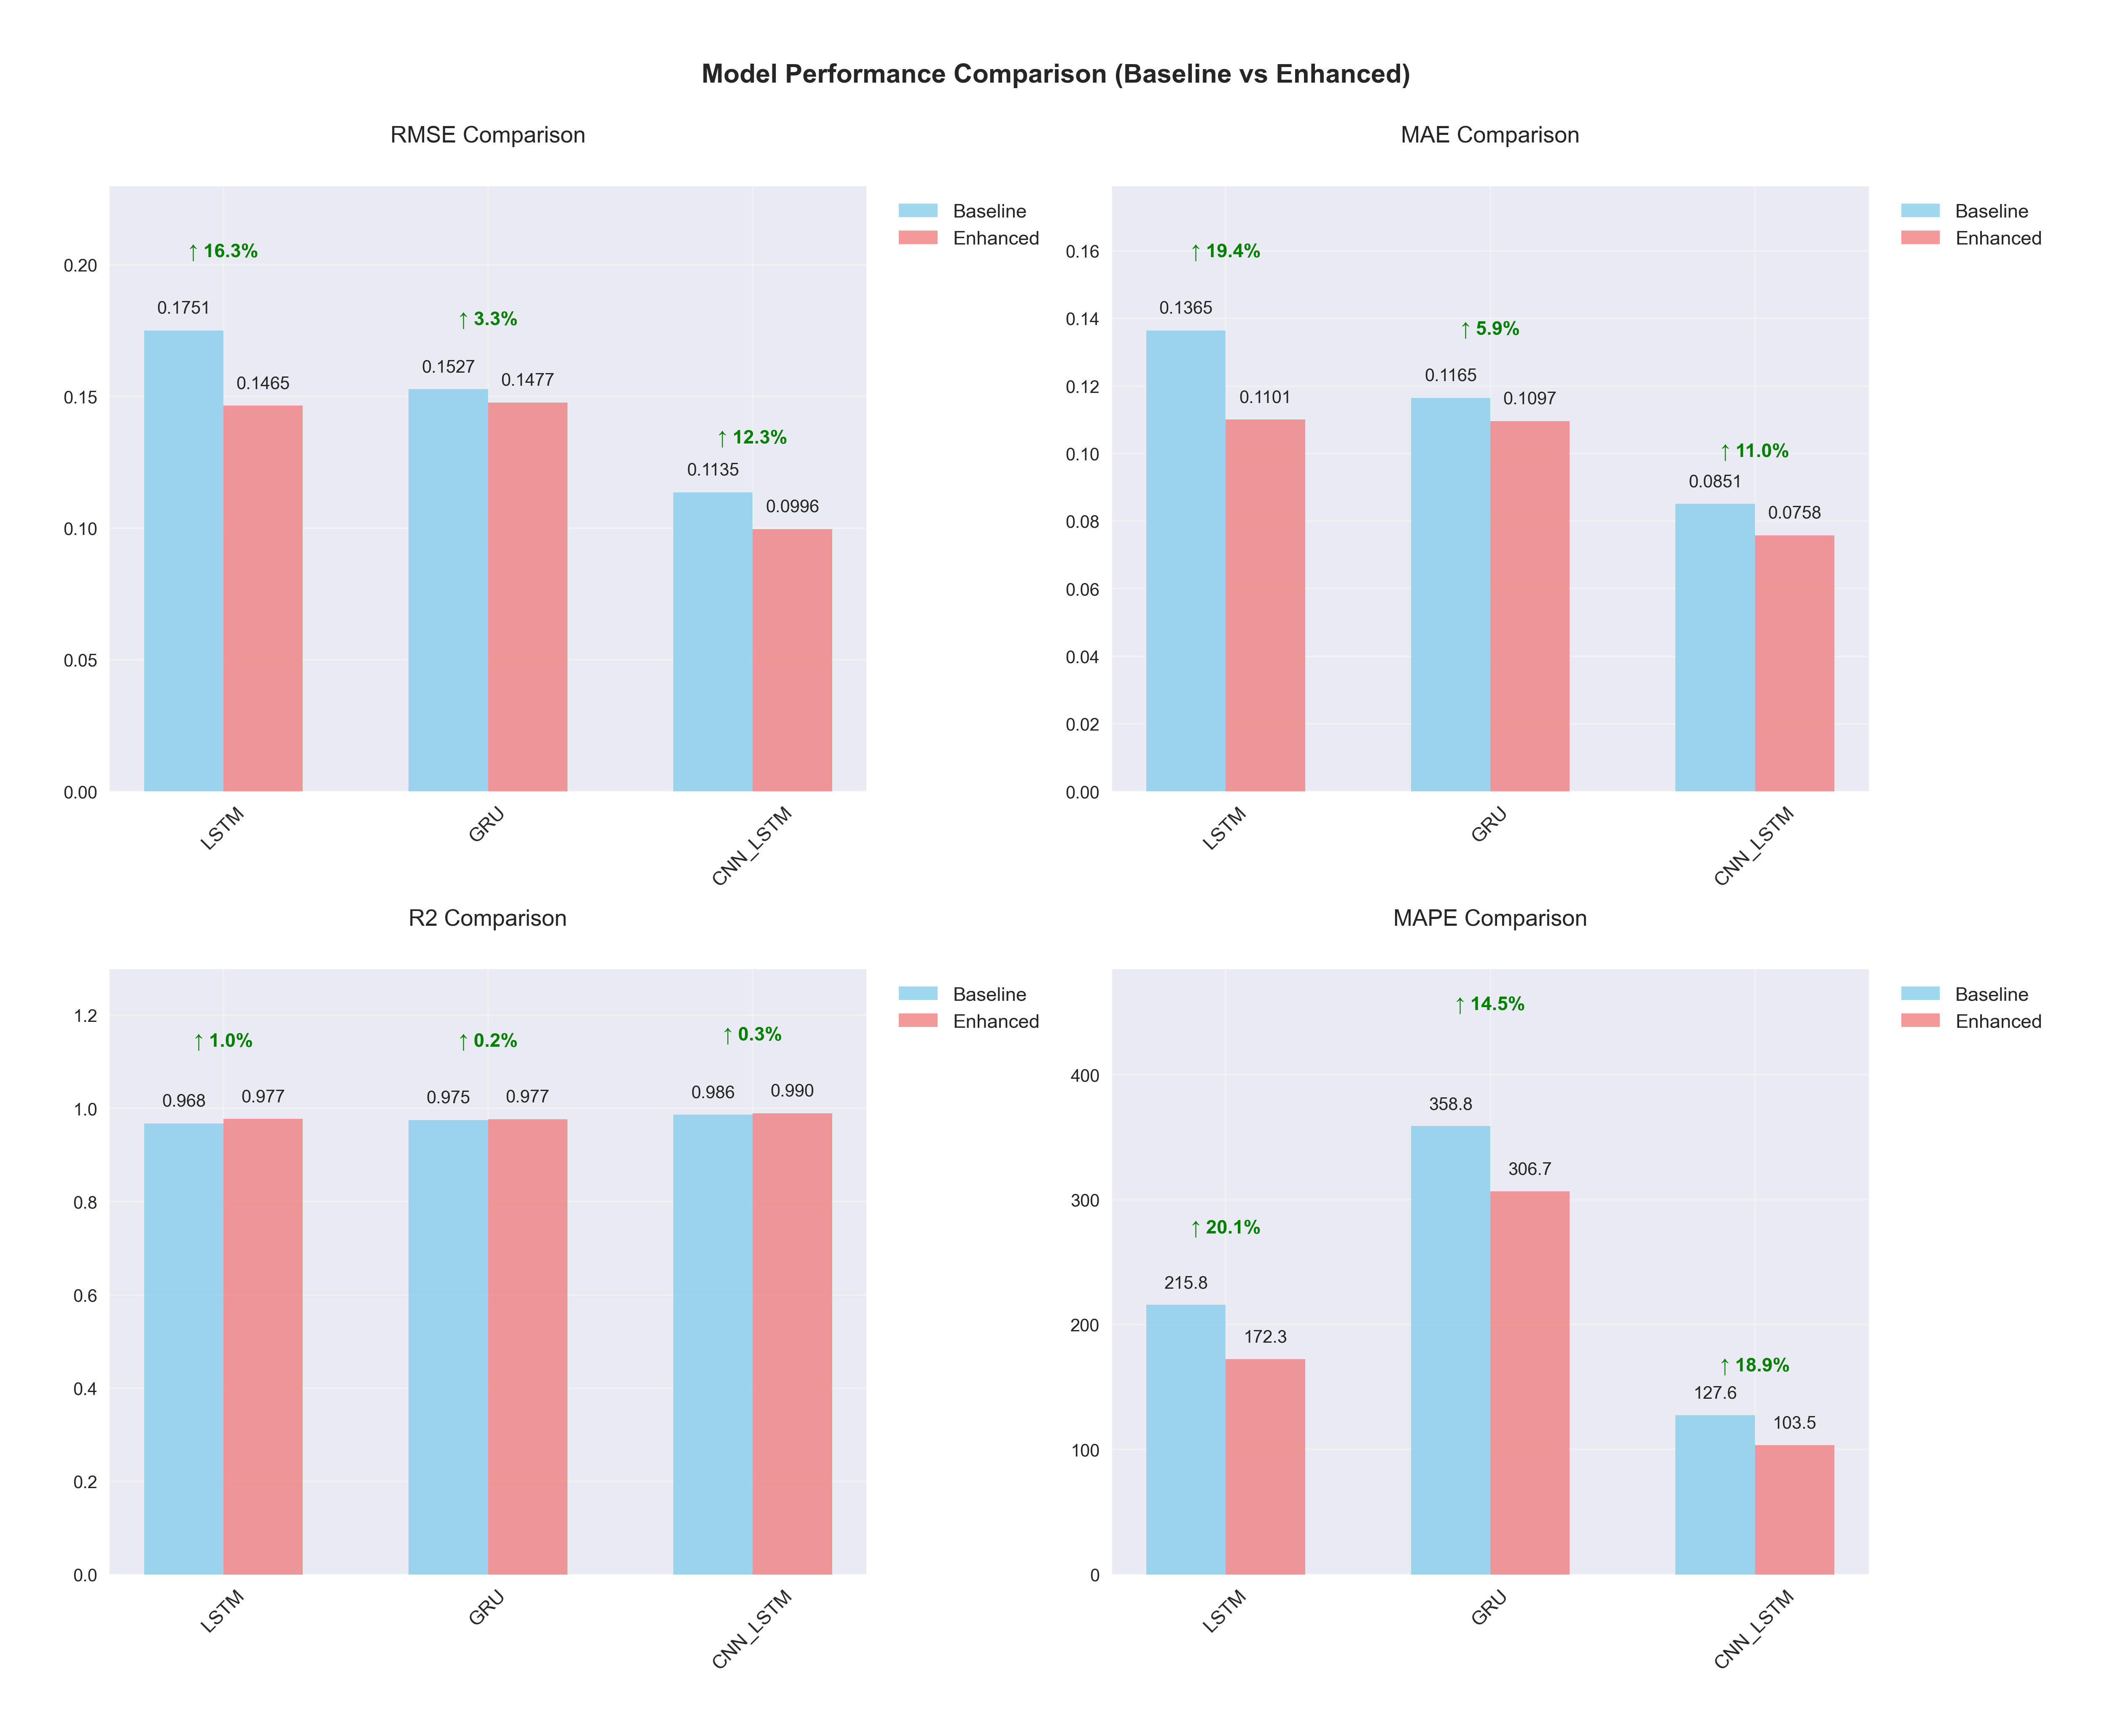 Model Performance Comparison (Baseline vs Enhanced)
RMSE Comparison
Baseline
Enhanced
↑ 16.3%
↑ 3.3%
↑ 12.3%
0.1751
0.1465
0.1527
0.1477
0.1135
0.0996
0.20
0.15
0.10
0.05
0.00
LSTM
GRU
CNN_LSTM
MAE Comparison
Baseline
Enhanced
↑ 19.4%
↑ 5.9%
↑ 11.0%
0.1365
0.1101
0.1165
0.1097
0.0851
0.0758
0.16
0.14
0.12
0.10
0.08
0.06
0.04
0.02
0.00
LSTM
GRU
CNN_LSTM
R2 Comparison
Baseline
Enhanced
↑ 1.0%
↑ 0.2%
↑ 0.3%
0.968
0.977
0.975
0.977
0.986
0.990
1.2
1.0
0.8
0.6
0.4
0.2
0.0
LSTM
GRU
CNN_LSTM
MAPE Comparison
Baseline
Enhanced
↑ 14.5%
↑ 20.1%
↑ 18.9%
215.8
172.3
358.8
306.7
127.6
103.5
400
300
200
100
0
LSTM
GRU
CNN_LSTM